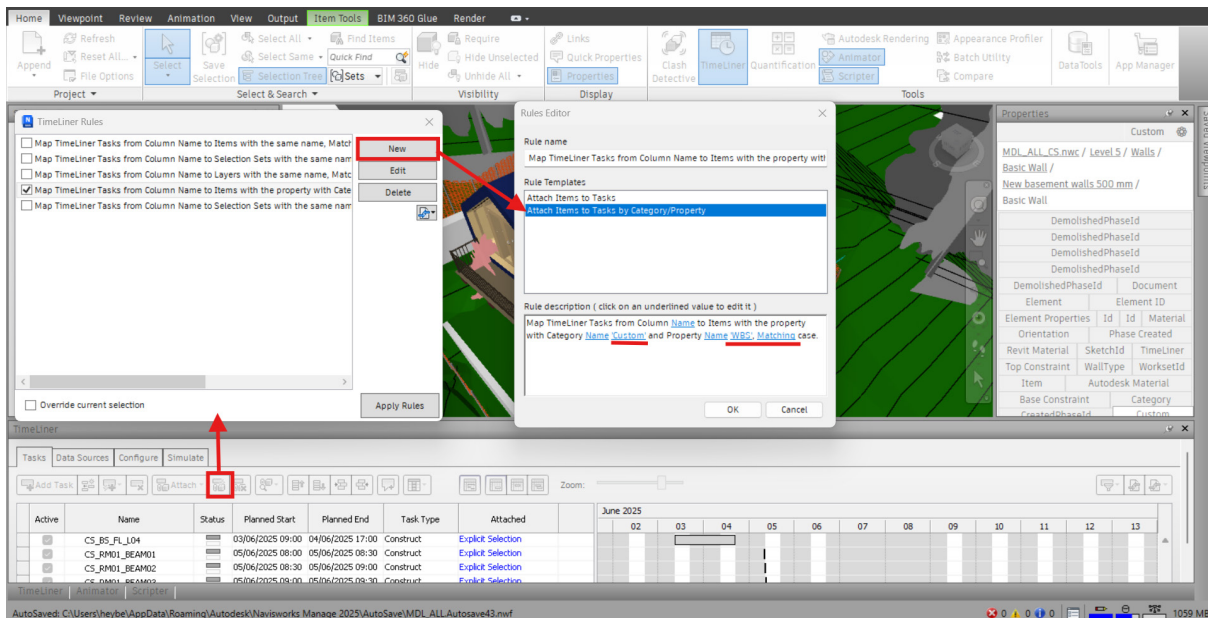 Home Viewpoint Review Animation View Output Item Tools BIM 360 Glue Render
Append
Refresh
Reset All...
File Options
Project
Select
Save Selection
Select All
Select Same
Selection Tree
Find Items
Quick Find
Sets
Select & Search
Hide
Require
Hide Unselected
Unhide All
Visibility
Links
Quick Properties
Properties
Display
Clash Detective
TimeLiner
Quantification
Autodesk Rendering
Animator
Scripter
Appearance Profiler
Batch Utility
Compare
Tools
DataTools
App Manager
TimeLiner Rules
Map TimeLiner Tasks from Column Name to Items with the same name, Match
Map TimeLiner Tasks from Column Name to Selection Sets with the same nam
Map TimeLiner Tasks from Column Name to Layers with the same name, Matc
Map TimeLiner Tasks from Column Name to Items with the property with Cate
Map TimeLiner Tasks from Column Name to Selection Sets with the same nam
New
Edit
Delete
Override current selection
Apply Rules
Rules Editor
Rule name
Map TimeLiner Tasks from Column Name to Items with the property with
Rule Templates
Attach Items to Tasks
Attach Items to Tasks by Category/Property
Rule description ( click on an underlined value to edit it )
Map TimeLiner Tasks from Column Name to Items with the property
with Category Name 'Custom' and Property Name 'WBS', Matching case.
OK Cancel
Properties
Custom
MDL_ALL_CS.nwc / Level 5 / Walls /
Basic Wall /
New basement walls 500 mm /
Basic Wall
DemolishedPhaseId
DemolishedPhaseId
DemolishedPhaseId
DemolishedPhaseId
DemolishedPhaseId Document
Element Element ID
Element Properties Id Id Material
Orientation Phase Created
Revit Material SketchId TimeLiner
Top Constraint WallType WorksetId
Item Autodesk Material
Base Constraint Category
CreatedPhaseId Custom
TimeLiner
Tasks Data Sources Configure Simulate
Add Task Attach Zoom:
Active Name Status Planned Start Planned End Task Type Attached
June 2025
02 03 04 05 06 07 08 09 10 11 12 13
CS_BS_FL_L04 03/06/2025 09:00 04/06/2025 17:00 Construct Explicit Selection
CS_RM01_BEAM01 05/06/2025 08:00 05/06/2025 08:30 Construct Explicit Selection
CS_RM01_BEAM02 05/06/2025 08:30 05/06/2025 09:00 Construct Explicit Selection
CS_RM01_BEAM03 05/06/2025 09:00 05/06/2025 09:30 Construct Explicit Selection
TimeLiner Animator Scripter
AutoSaved: C:\Users\heybe\AppData\Roaming\Autodesk\Navisworks Manage 2025\AutoSave\MDL_ALL.Autosave43.nwf
0 0 0 1059 ME